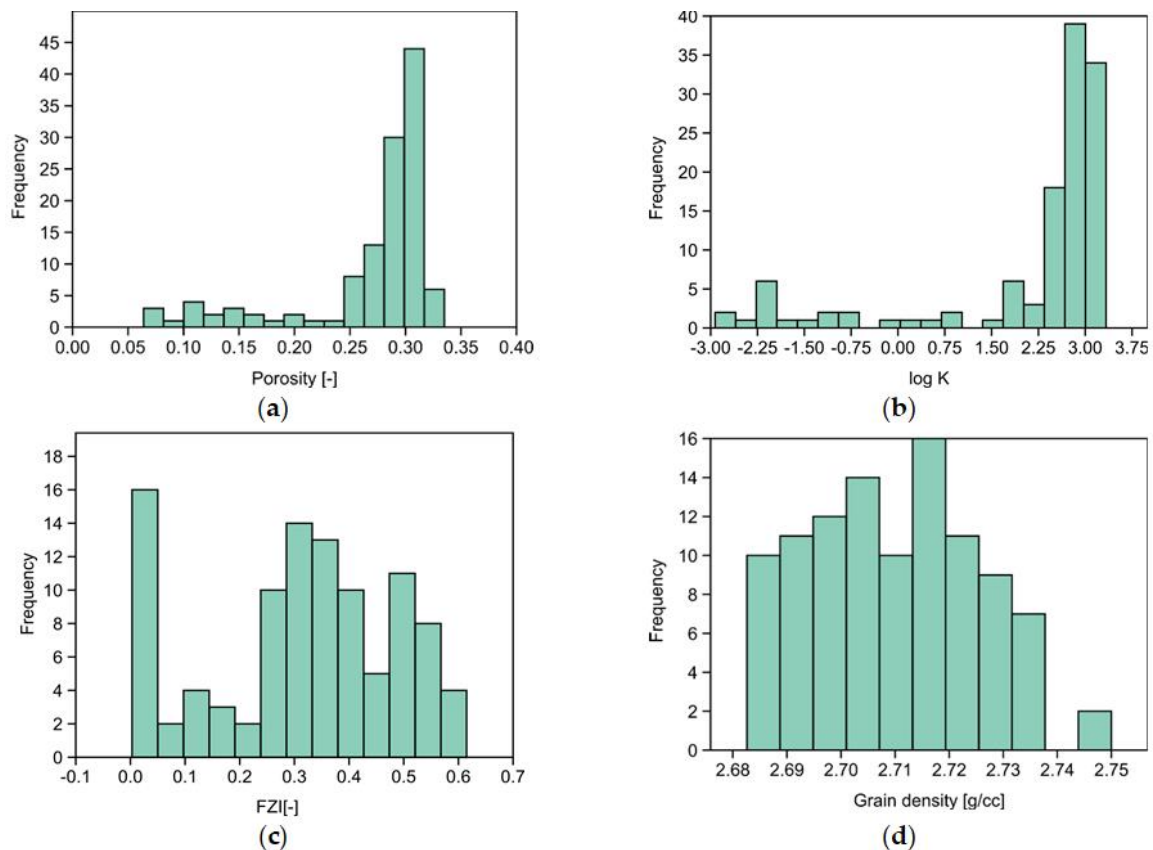 45
40
35
30
25
20
15
10
5
0
Frequency
0.00 0.05 0.10 0.15 0.20 0.25 0.30 0.35 0.40
Porosity [-]
(a)
40
35
30
25
20
15
10
5
0
Frequency
-3.00 -2.25 -1.50 -0.75 0.00 0.75 1.50 2.25 3.00 3.75
log K
(b)
18
16
14
12
10
8
6
4
2
0
Frequency
-0.1 0.0 0.1 0.2 0.3 0.4 0.5 0.6 0.7
FZI[-]
(c)
16
14
12
10
8
6
4
2
0
Frequency
2.68 2.69 2.70 2.71 2.72 2.73 2.74 2.75
Grain density [g/cc]
(d)